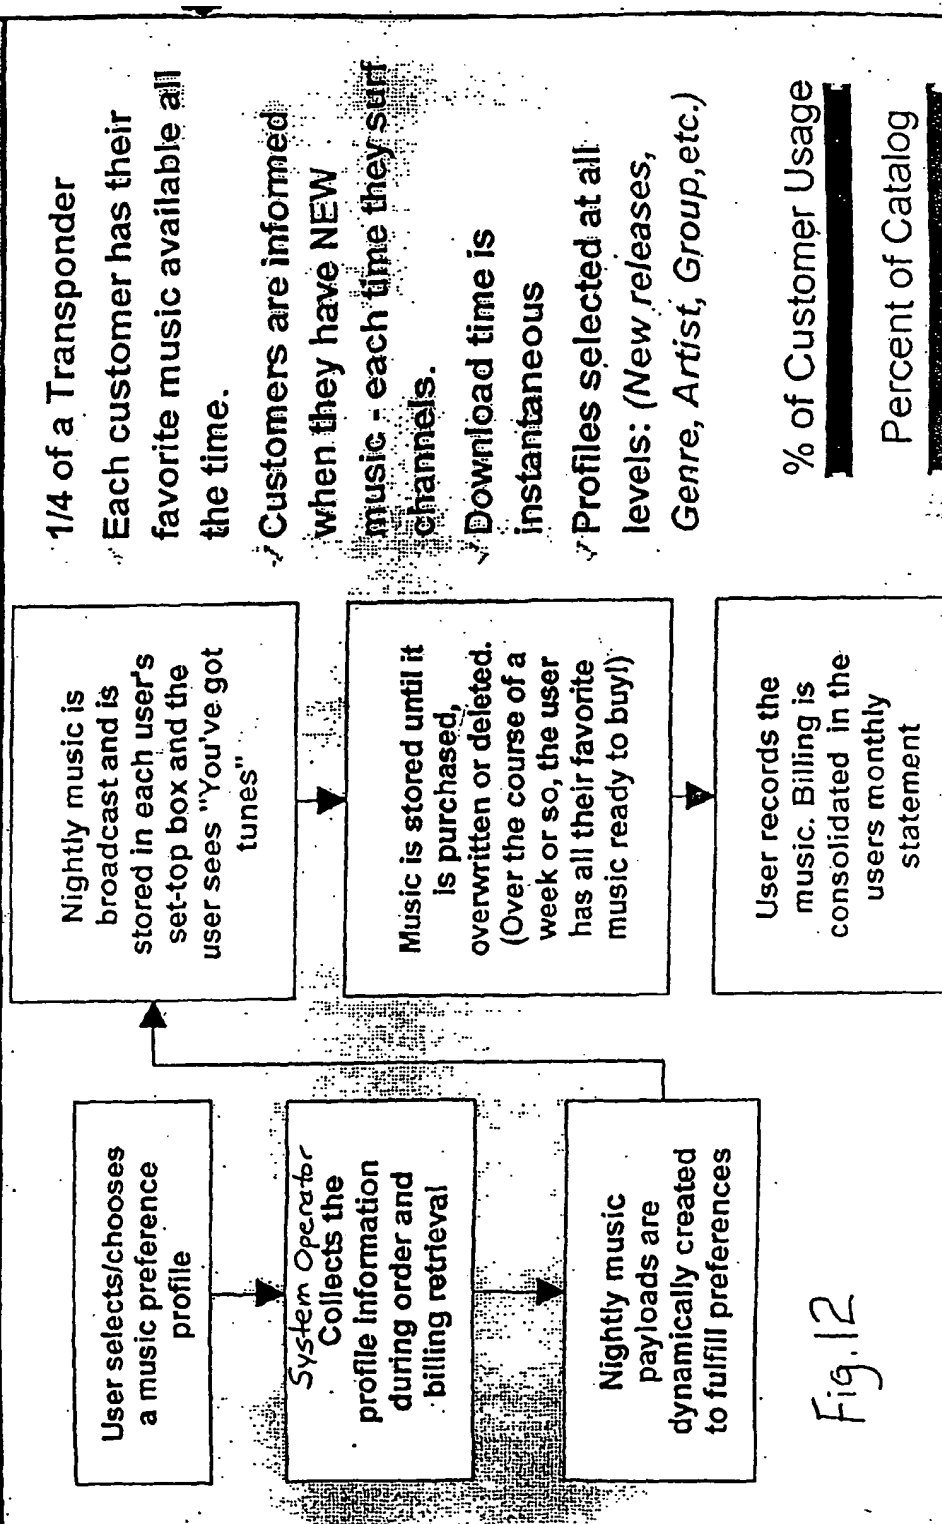 User selects/chooses
a music preference
profile
System Operator
Collects the
profile Information
during order and
billing retrieval
Nightly music
payloads are
dynamically created
to fulfill preferences
Nightly music is
broadcast and is
stored in each user's
set-top box and the
user sees "You've got
tunes"
Music is stored until it
is purchased,
overwritten or deleted.
(Over the course of a
week or so, the user
has all their favorite
music ready to buy!)
User records the
music. Billing is
consolidated in the
users monthly
statement
1/4 of a Transponder
Each customer has their
favorite music available all
the time.
Customers are informed
when they have NEW
music - each time they surf
channels.
Download time is
instantaneous
Profiles selected at all
levels: (New releases,
Genre, Artist, Group, etc.)
% of Customer Usage
Percent of Catalog
Fig. 12